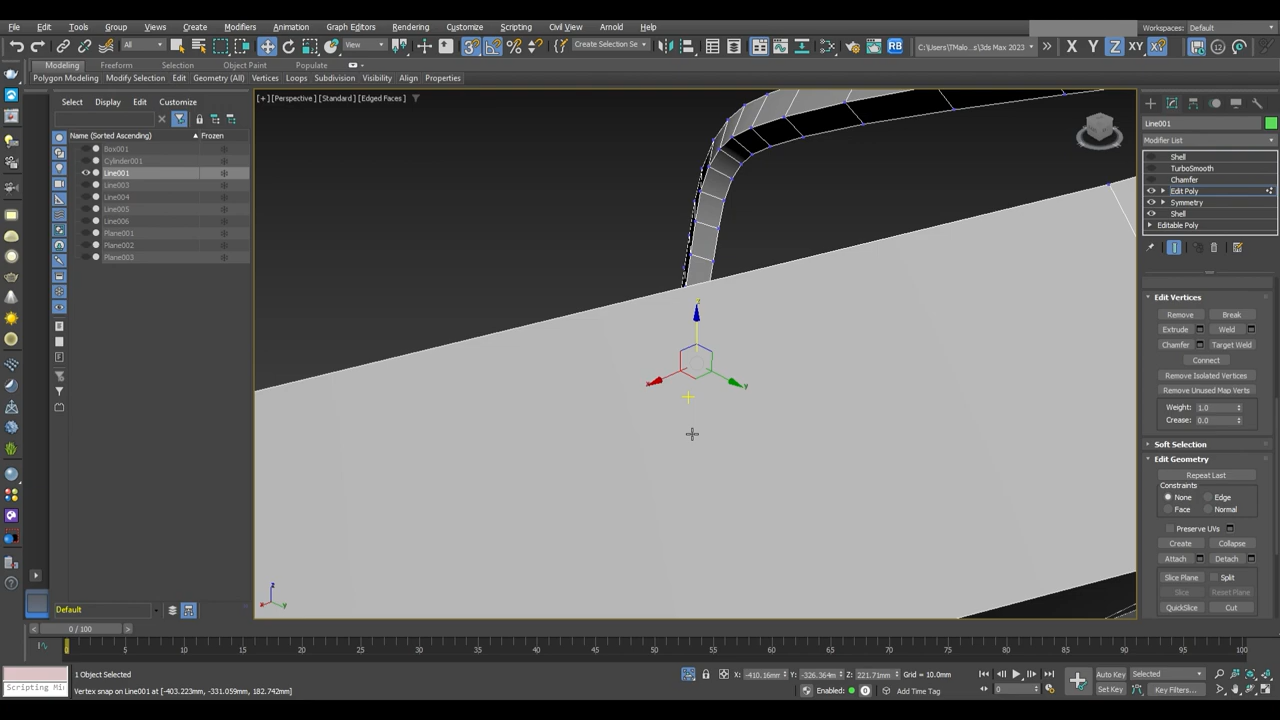 File Edit Tools Group Views Create Modifiers Animation Graph Editors Rendering Customize Scripting Civil View Arnold Help
Workspaces: Default
All View Create Selection Se C:\Users\TMalo...s\3ds Max 2023 RB X Y Z XY
Modeling Freeform Selection Object Paint Populate
Polygon Modeling Modify Selection Edit Geometry (All) Vertices Loops Subdivision Visibility Align Properties
Select Display Edit Customize
Name (Sorted Ascending) Frozen
Box001
Cylinder001
Line001
Line003
Line004
Line005
Line006
Plane001
Plane002
Plane003
[+] [Perspective] [Standard] [Edged Faces]
x y z
x y z
Line001
Modifier List
Shell
TurboSmooth
Chamfer
Edit Poly
Symmetry
Shell
Editable Poly
Edit Vertices
Remove Break
Extrude Weld
Chamfer Target Weld
Connect
Remove Isolated Vertices
Remove Unused Map Verts
Weight: 1.0
Crease: 0.0
Soft Selection
Edit Geometry
Repeat Last
Constraints
None Edge
Face Normal
Preserve UVs
Create Collapse
Attach Detach
Slice Plane Split
Slice Reset Plane
QuickSlice Cut
Default
0 / 100
0 5 10 15 20 25 30 35 40 45 50 55 60 65 70 75 80 85 90 95 100
1 Object Selected
X: -410.16mm Y: -326.364m Z: 221.71mm Grid = 10.0mm
Auto Key Selected
Scripting Mi
Vertex snap on Line001 at [-403.223mm, -331.059mm, 182.742mm]
Enabled: Add Time Tag
0
Set Key Key Filters...